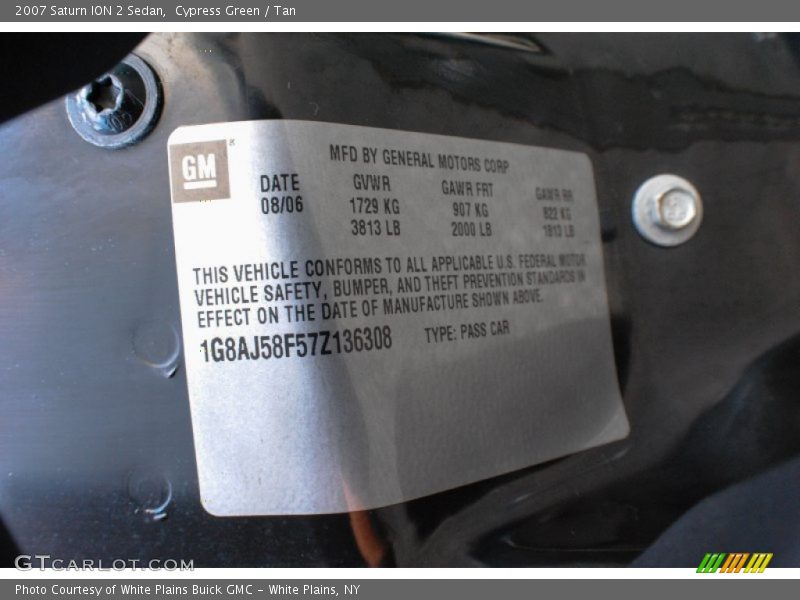 2007 Saturn ION 2 Sedan, Cypress Green / Tan
GM ®
MFD BY GENERAL MOTORS CORP
DATE GVWR GAWR FRT GAWR RR
08/06 1729 KG 907 KG 822 KG
3813 LB 2000 LB 1813 LB
THIS VEHICLE CONFORMS TO ALL APPLICABLE U.S. FEDERAL MOTOR
VEHICLE SAFETY, BUMPER, AND THEFT PREVENTION STANDARDS IN
EFFECT ON THE DATE OF MANUFACTURE SHOWN ABOVE.
1G8AJ58F57Z136308 TYPE: PASS CAR
GTCARLOT.COM
Photo Courtesy of White Plains Buick GMC - White Plains, NY